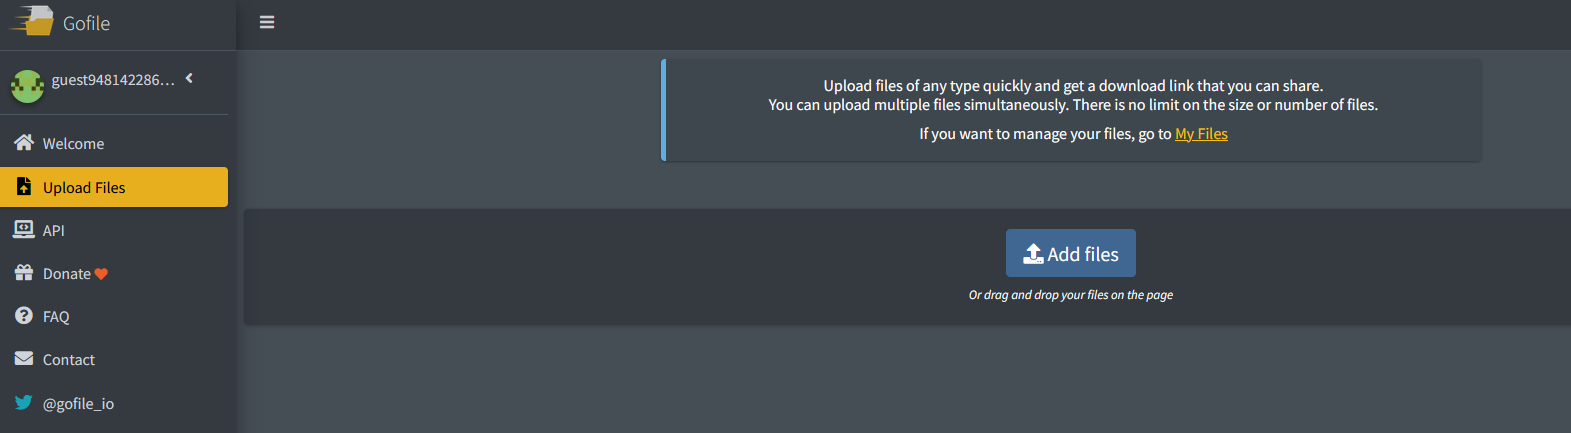 Gofile
guest948142286...
Welcome
Upload Files
API
Donate
FAQ
Contact
@gofile_io
Upload files of any type quickly and get a download link that you can share.
You can upload multiple files simultaneously. There is no limit on the size or number of files.
If you want to manage your files, go to My Files
Add files
Or drag and drop your files on the page